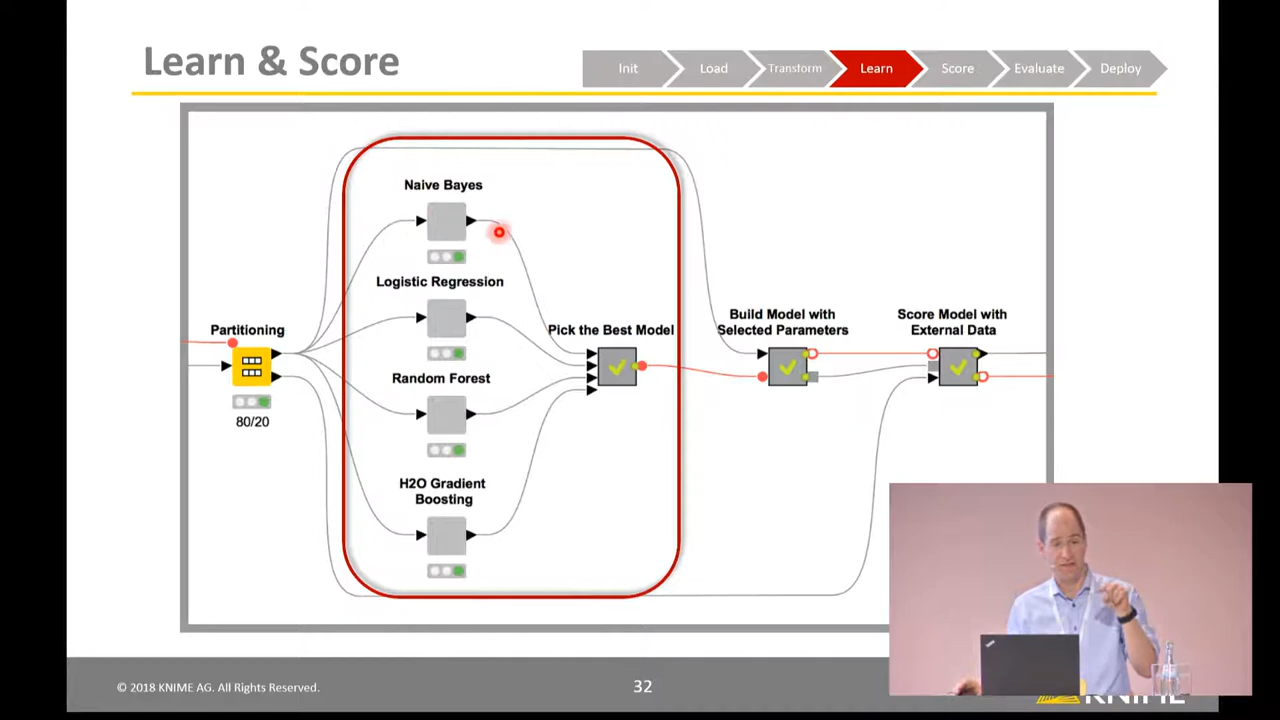 Learn & Score
Init
Load
Transform
Learn
Score
Evaluate
Deploy
Naive Bayes
Logistic Regression
Partitioning
80/20
Random Forest
H2O Gradient
Boosting
Pick the Best Model
Build Model with
Selected Parameters
Score Model with
External Data
© 2018 KNIME AG. All Rights Reserved.
32
KNIME